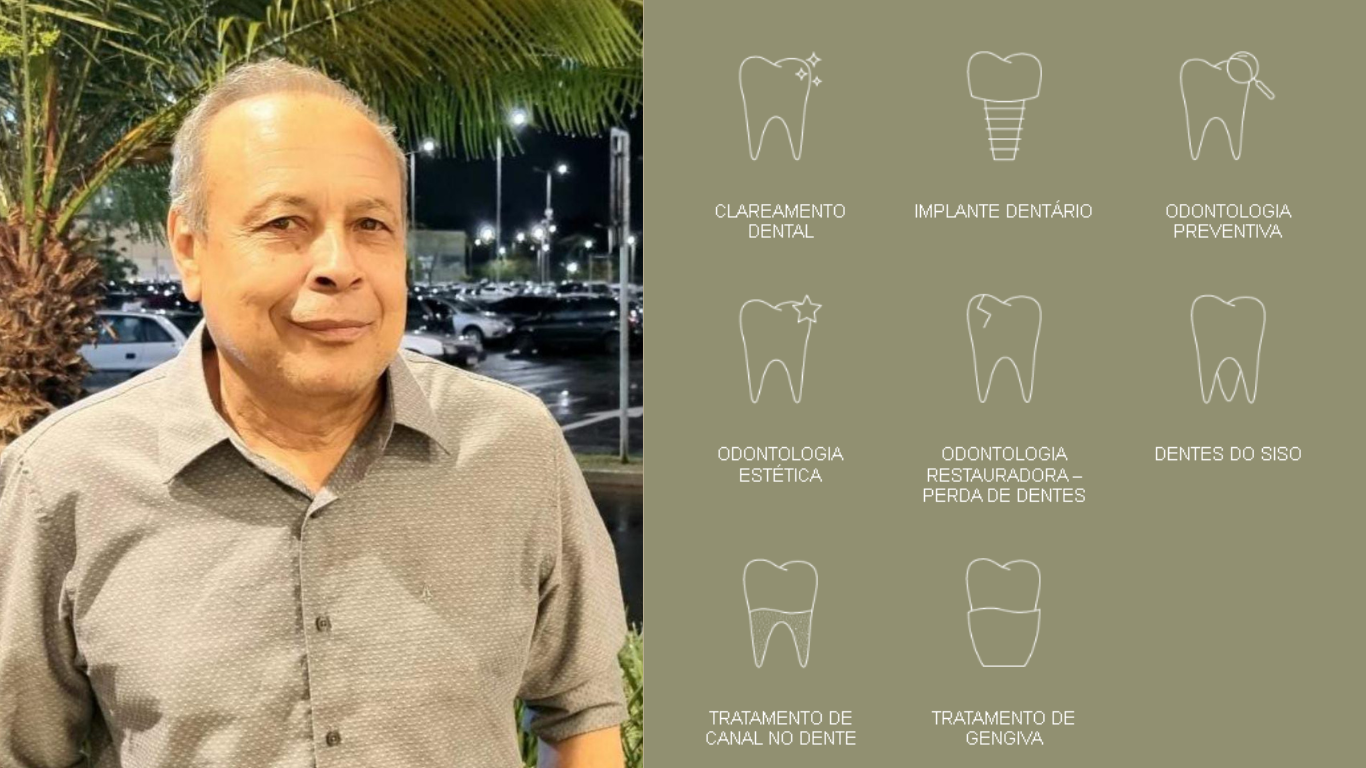 CLAREAMENTO
DENTAL
IMPLANTE DENTÁRIO
ODONTOLOGIA
PREVENTIVA
ODONTOLOGIA
ESTÉTICA
ODONTOLOGIA
RESTAURADORA –
PERDA DE DENTES
DENTES DO SISO
TRATAMENTO DE
CANAL NO DENTE
TRATAMENTO DE
GENGIVA